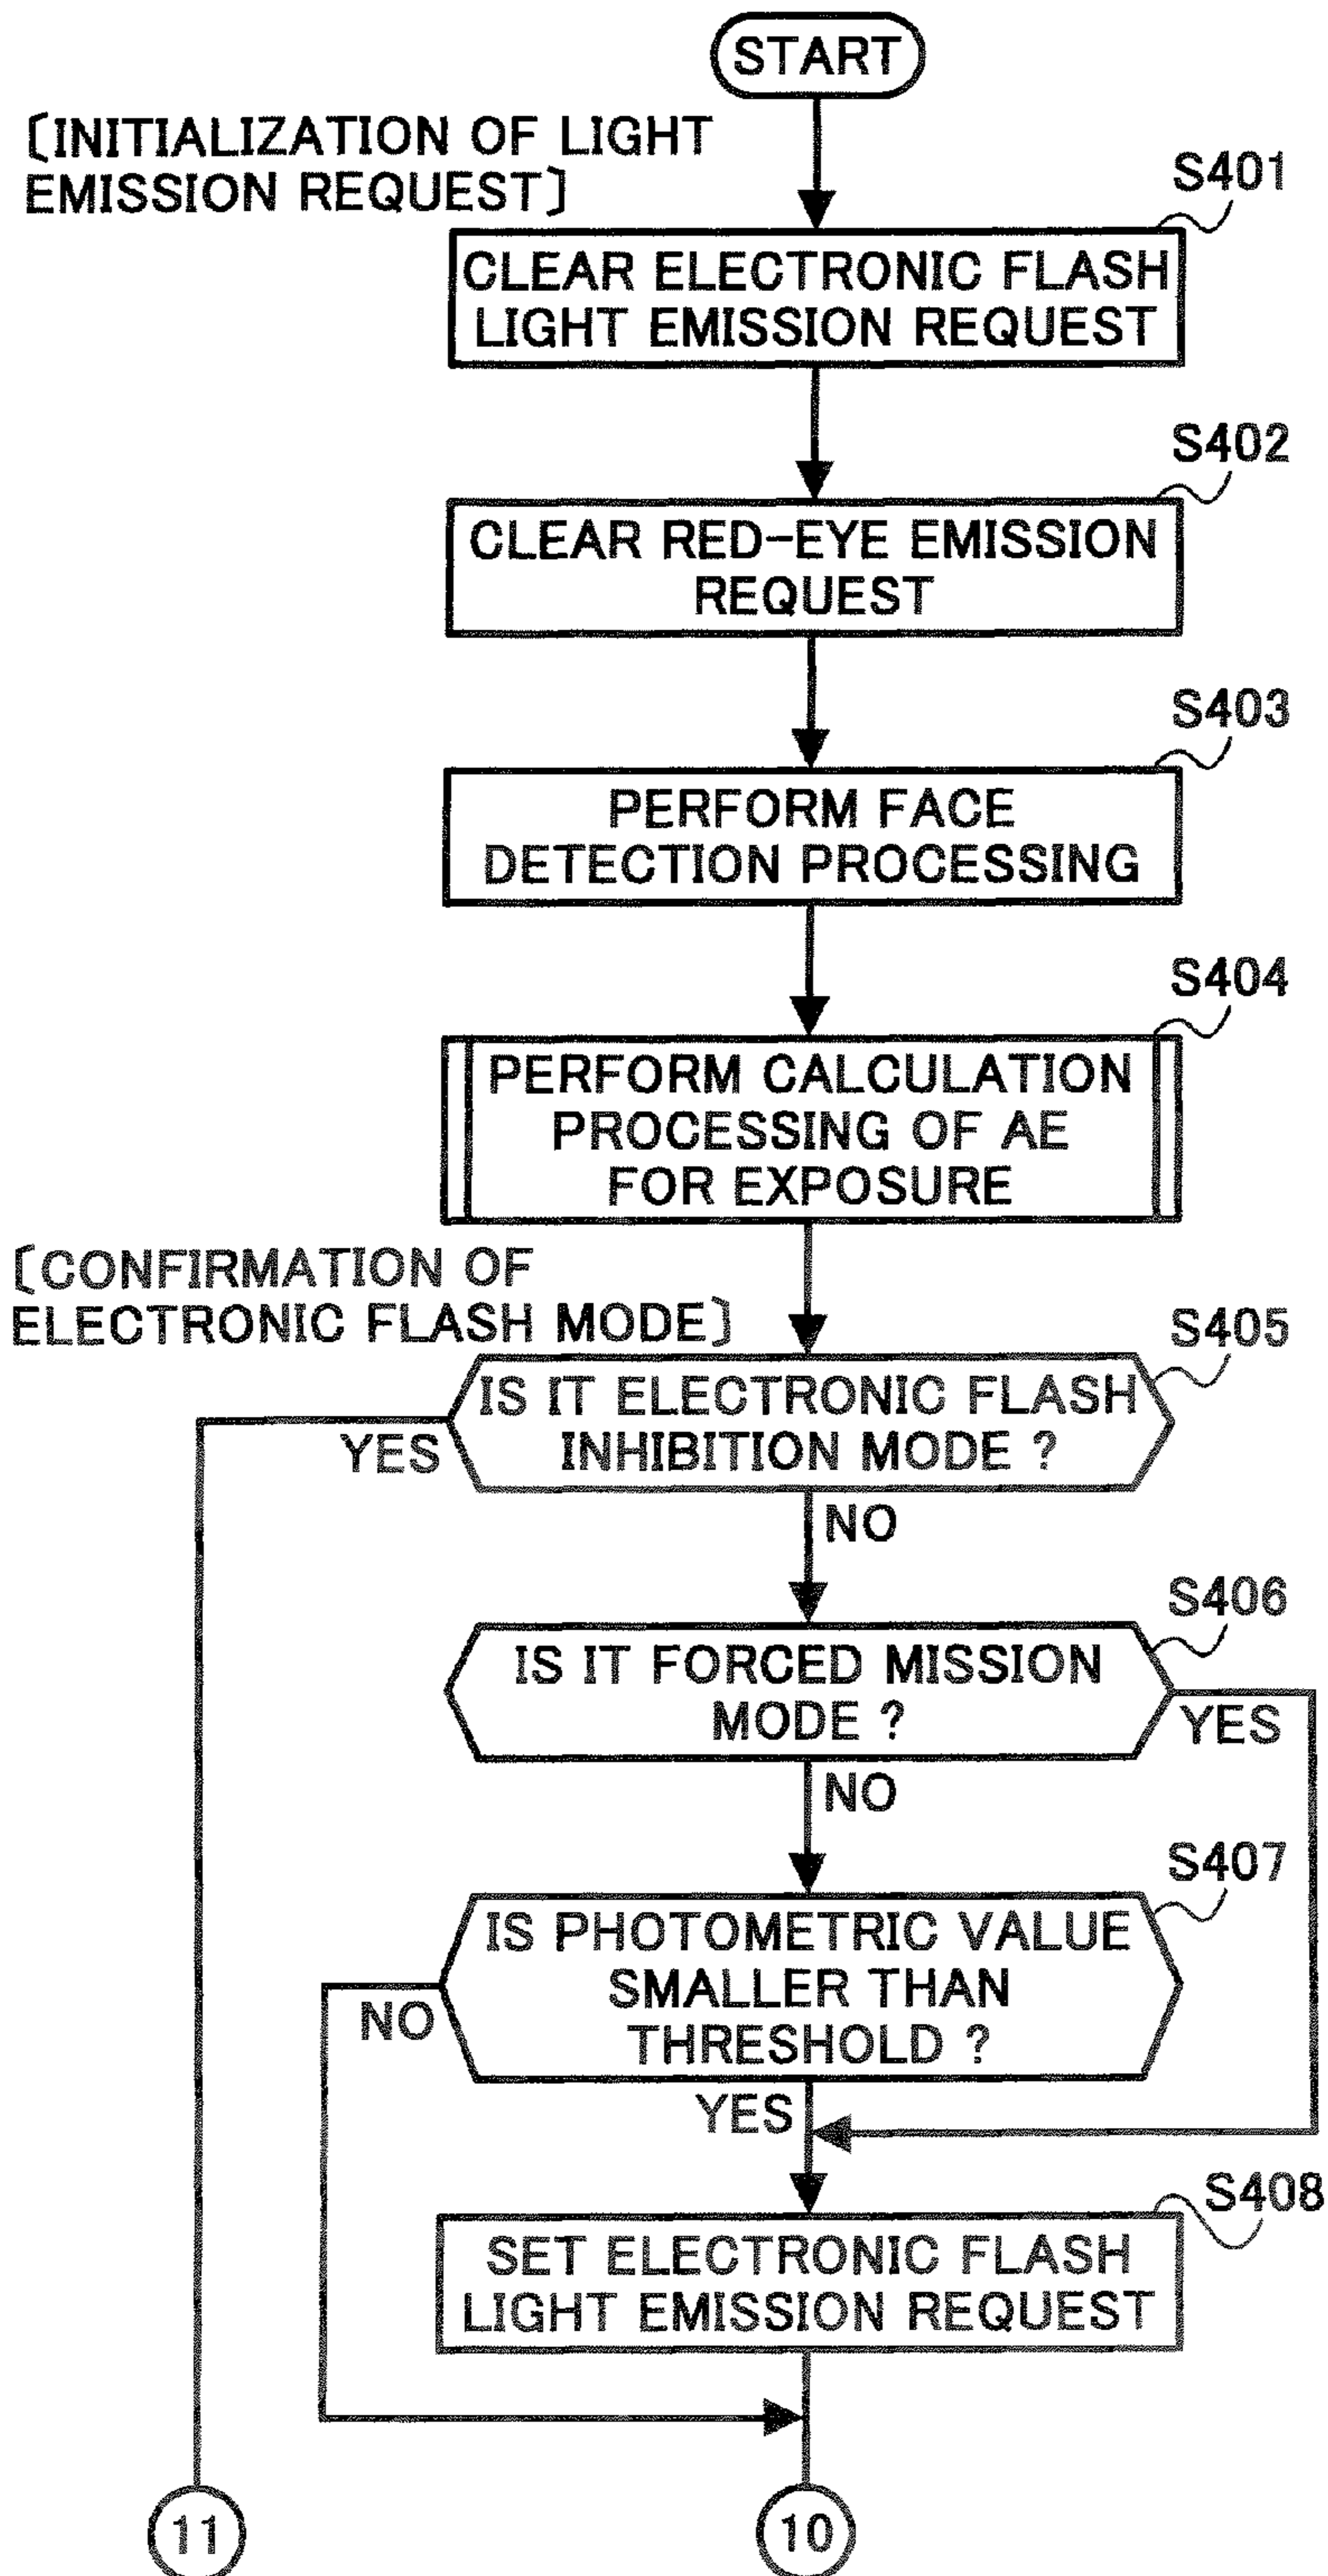 START
[INITIALIZATION OF LIGHT
EMISSION REQUEST]
S401
CLEAR ELECTRONIC FLASH
LIGHT EMISSION REQUEST
S402
CLEAR RED-EYE EMISSION
REQUEST
S403
PERFORM FACE
DETECTION PROCESSING
S404
PERFORM CALCULATION
PROCESSING OF AE
FOR EXPOSURE
[CONFIRMATION OF
ELECTRONIC FLASH MODE]
S405
IS IT ELECTRONIC FLASH
INHIBITION MODE ?
YES
NO
S406
IS IT FORCED MISSION
MODE ?
YES
NO
S407
IS PHOTOMETRIC VALUE
SMALLER THAN
THRESHOLD ?
NO
YES
S408
SET ELECTRONIC FLASH
LIGHT EMISSION REQUEST
11
10